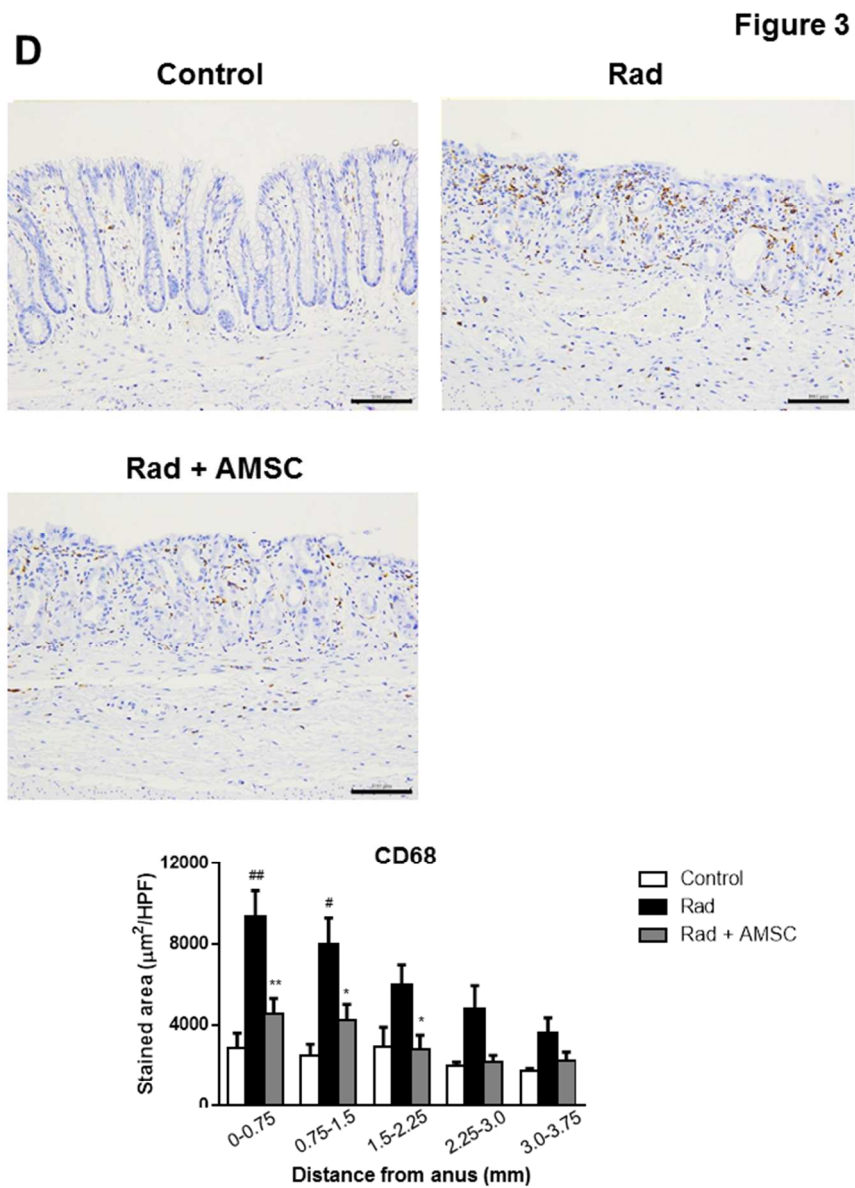 Figure 3
D
Control
Rad
Rad + AMSC
CD68
12000
8000
4000
0
Stained area (μm²/HPF)
##
**
#
*
*
Control
Rad
Rad + AMSC
0-0.75
0.75-1.5
1.5-2.25
2.25-3.0
3.0-3.75
Distance from anus (mm)